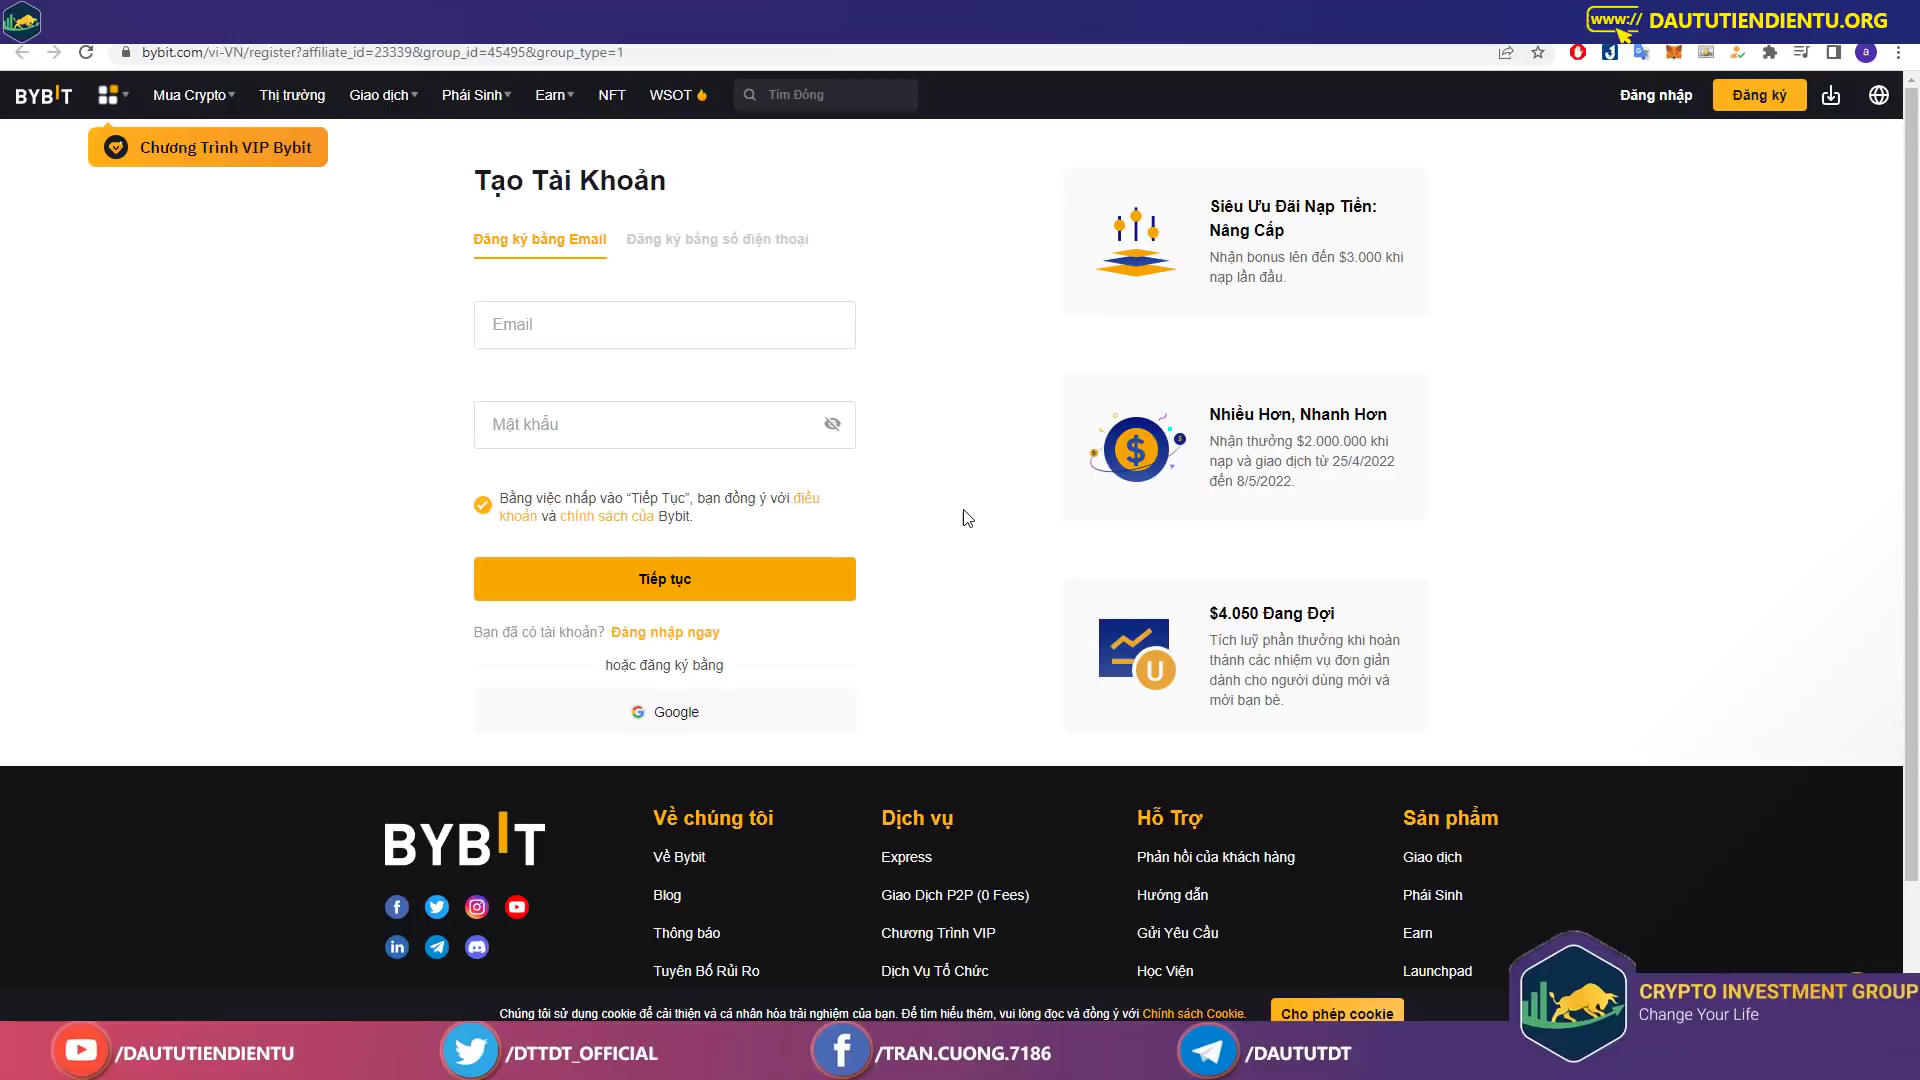 www:// DAUTUTIENDIENTU.ORG
bybit.com/vi-VN/register?affiliate_id=23339&group_id=45495&group_type=1
a
BYBIT Mua Crypto Thị trường Giao dịch Phái Sinh Earn NFT WSOT Tìm Đồng Đăng nhập Đăng ký
Chương Trình VIP Bybit
Tạo Tài Khoản
Đăng ký bằng Email Đăng ký bằng số điện thoại
Email
Mật khẩu
Bằng việc nhấp vào “Tiếp Tục”, bạn đồng ý với điều
khoản và chính sách của Bybit.
Tiếp tục
Bạn đã có tài khoản? Đăng nhập ngay
hoặc đăng ký bằng
Google
Siêu Ưu Đãi Nạp Tiền:
Nâng Cấp
Nhận bonus lên đến $3.000 khi
nạp lần đầu.
Nhiều Hơn, Nhanh Hơn
Nhận thưởng $2.000.000 khi
nạp và giao dịch từ 25/4/2022
đến 8/5/2022.
$4.050 Đang Đợi
Tích luỹ phần thưởng khi hoàn
thành các nhiệm vụ đơn giản
dành cho người dùng mới và
mời bạn bè.
BYBIT
Về chúng tôi
Về Bybit
Blog
Thông báo
Tuyên Bố Rủi Ro
Dịch vụ
Express
Giao Dịch P2P (0 Fees)
Chương Trình VIP
Dịch Vụ Tổ Chức
Hỗ Trợ
Phản hồi của khách hàng
Hướng dẫn
Gửi Yêu Cầu
Học Viện
Sản phẩm
Giao dịch
Phái Sinh
Earn
Launchpad
Chúng tôi sử dụng cookie để cải thiện và cá nhân hóa trải nghiệm của bạn. Để tìm hiểu thêm, vui lòng đọc và đồng ý với Chính sách Cookie. Cho phép cookie
CRYPTO INVESTMENT GROUP
Change Your Life
/DAUTUTIENDIENTU /DTTDT_OFFICIAL /TRAN.CUONG.7186 /DAUTUTDT